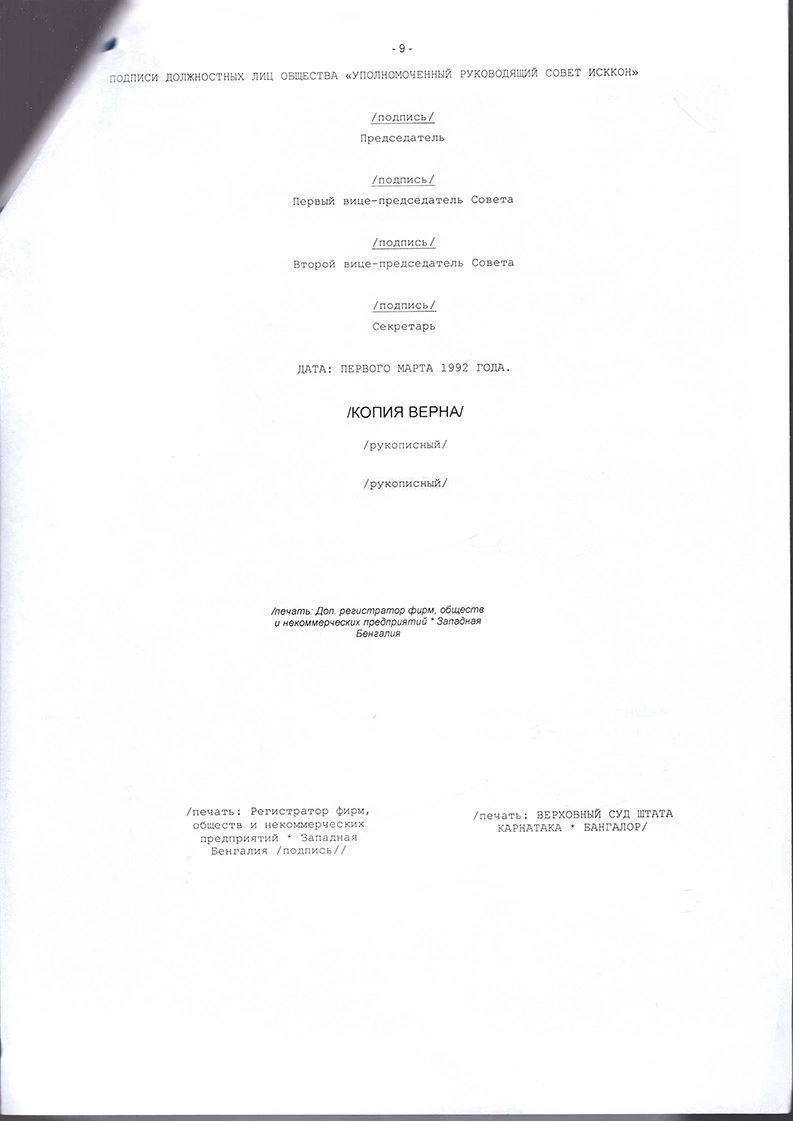 - 9 -
ПОДПИСИ ДОЛЖНОСТНЫХ ЛИЦ ОБЩЕСТВА «УПОЛНОМОЧЕННЫЙ РУКОВОДЯЩИЙ СОВЕТ ИСККОН»
/подпись/
Председатель
/подпись/
Первый вице-председатель Совета
/подпись/
Второй вице-председатель Совета
/подпись/
Секретарь
ДАТА: ПЕРВОГО МАРТА 1992 ГОДА.
/КОПИЯ ВЕРНА/
/рукописный/
/рукописный/
/печать: Доп. регистратор фирм, обществ
и некоммерческих предприятий * Западная
Бенгалия
/печать: Регистратор фирм,
обществ и некоммерческих
предприятий * Западная
Бенгалия /подпись//
/печать: ВЕРХОВНЫЙ СУД ШТАТА
КАРНАТАКА * БАНГАЛОР/